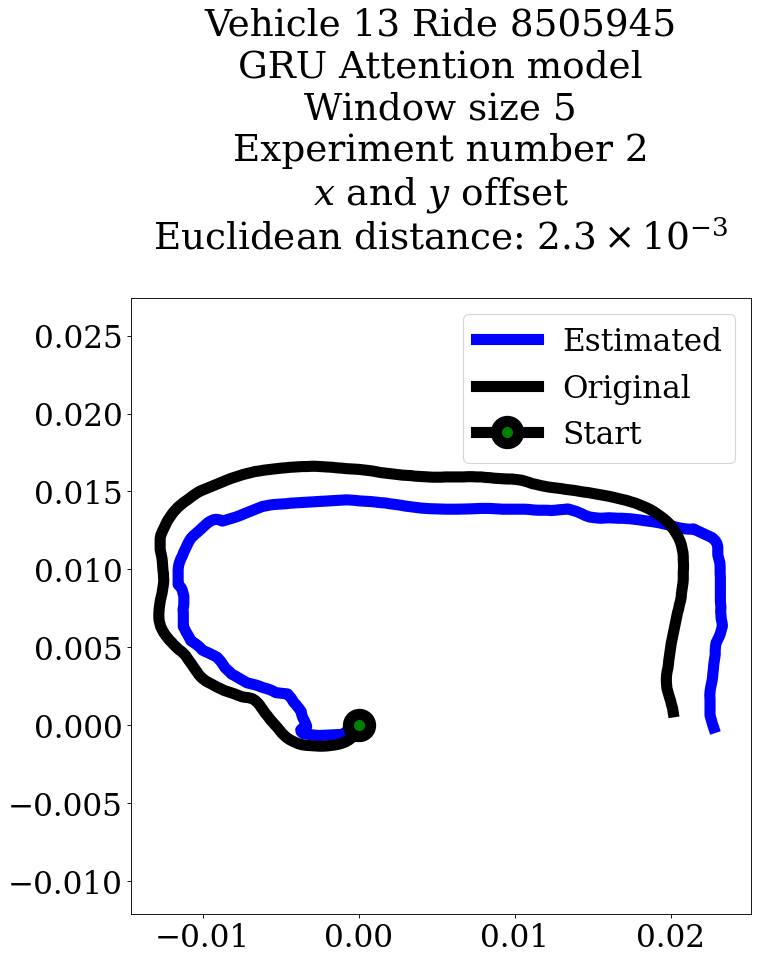 Vehicle 13 Ride 8505945
GRU Attention model
Window size 5
Experiment number 2
x and y offset
Euclidean distance: 2.3 × 10⁻³
Estimated
Original
Start
0.025
0.020
0.015
0.010
0.005
0.000
−0.005
−0.010
−0.01 0.00 0.01 0.02